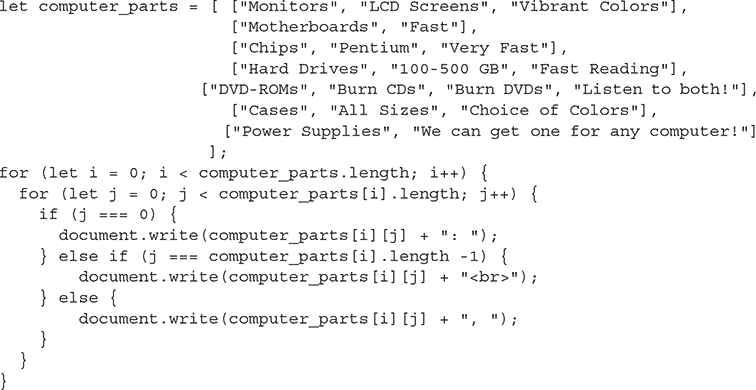 let computer_parts = [ ["Monitors", "LCD Screens", "Vibrant Colors"],
["Motherboards", "Fast"],
["Chips", "Pentium", "Very Fast"],
["Hard Drives", "100-500 GB", "Fast Reading"],
["DVD-ROMs", "Burn CDs", "Burn DVDs", "Listen to both!"],
["Cases", "All Sizes", "Choice of Colors"],
["Power Supplies", "We can get one for any computer!"]
];
for (let i = 0; i < computer_parts.length; i++) {
for (let j = 0; j < computer_parts[i].length; j++) {
if (j === 0) {
document.write(computer_parts[i][j] + ": ");
} else if (j === computer_parts[i].length -1) {
document.write(computer_parts[i][j] + "<br>");
} else {
document.write(computer_parts[i][j] + ", ");
}
}
}